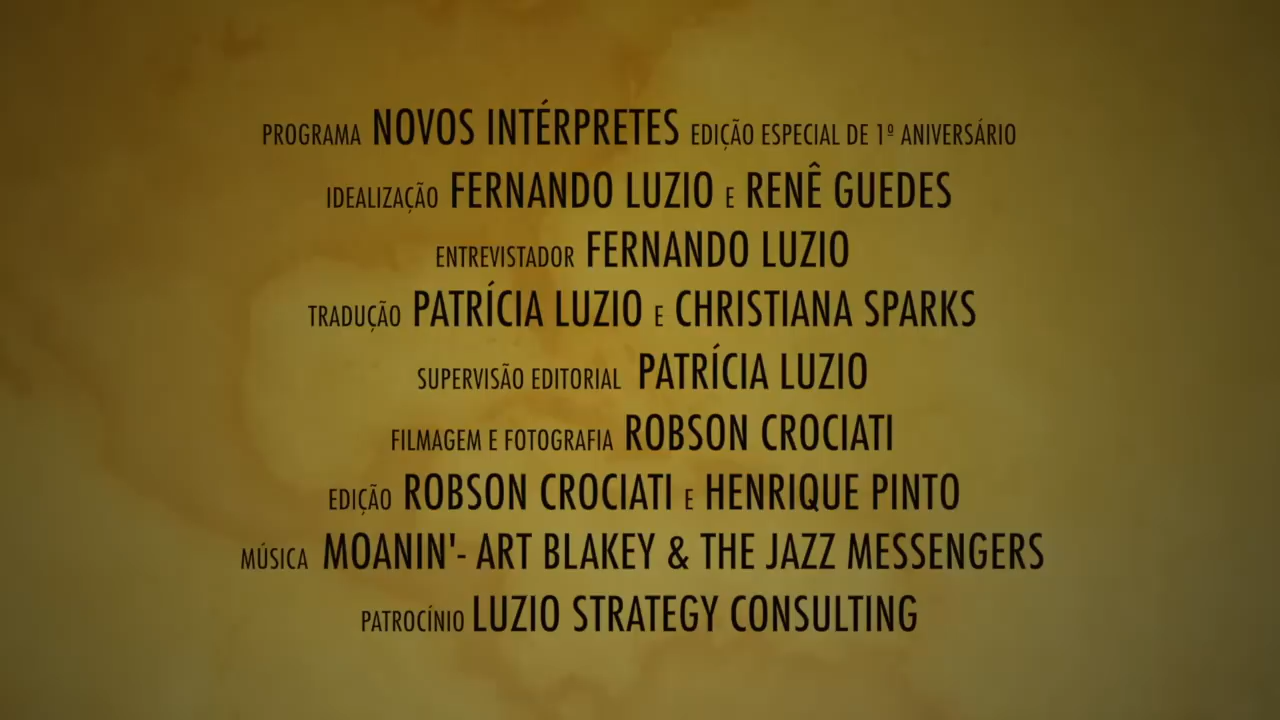 PROGRAMA NOVOS INTÉRPRETES EDIÇÃO ESPECIAL DE 1º ANIVERSÁRIO
IDEALIZAÇÃO FERNANDO LUZIO E RENÊ GUEDES
ENTREVISTADOR FERNANDO LUZIO
TRADUÇÃO PATRÍCIA LUZIO E CHRISTIANA SPARKS
SUPERVISÃO EDITORIAL PATRÍCIA LUZIO
FILMAGEM E FOTOGRAFIA ROBSON CROCIATI
EDIÇÃO ROBSON CROCIATI E HENRIQUE PINTO
MÚSICA MOANIN'- ART BLAKEY & THE JAZZ MESSENGERS
PATROCÍNIO LUZIO STRATEGY CONSULTING